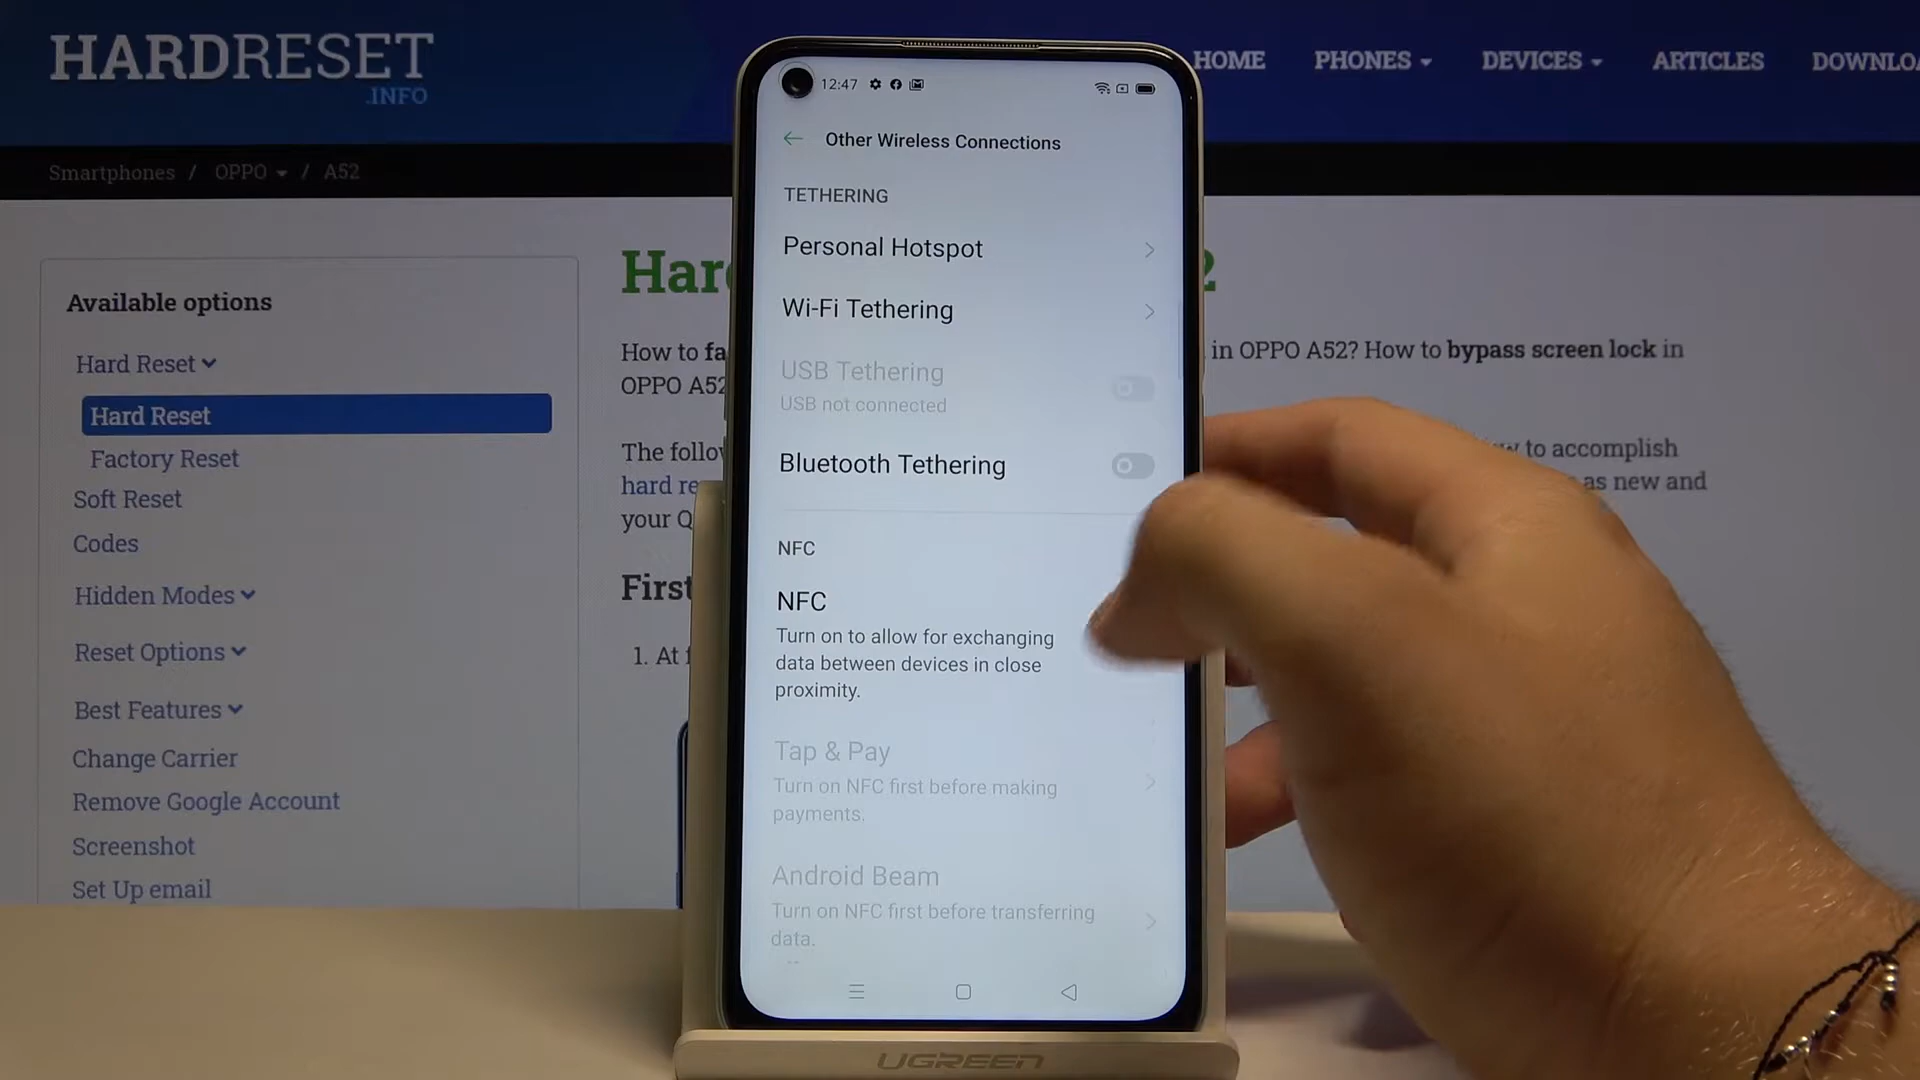 HARDRESET
.INFO
HOME PHONES DEVICES ARTICLES
Smartphones / OPPO / A52
Available options
Hard Reset
Hard Reset
Factory Reset
Soft Reset
Codes
Hidden Modes
Reset Options
Best Features
Change Carrier
Remove Google Account
Screenshot
Set Up email
How to
in OPPO A52? How to bypass screen lock in
OPPO
to accomplish
hard
as new and
your
First
1. At
12:47
Other Wireless Connections
TETHERING
Personal Hotspot
Wi-Fi Tethering
USB Tethering
USB not connected
Bluetooth Tethering
NFC
NFC
Turn on to allow for exchanging
data between devices in close
proximity.
Tap & Pay
Turn on NFC first before making
payments.
Android Beam
Turn on NFC first before transferring
data.
UGREEN